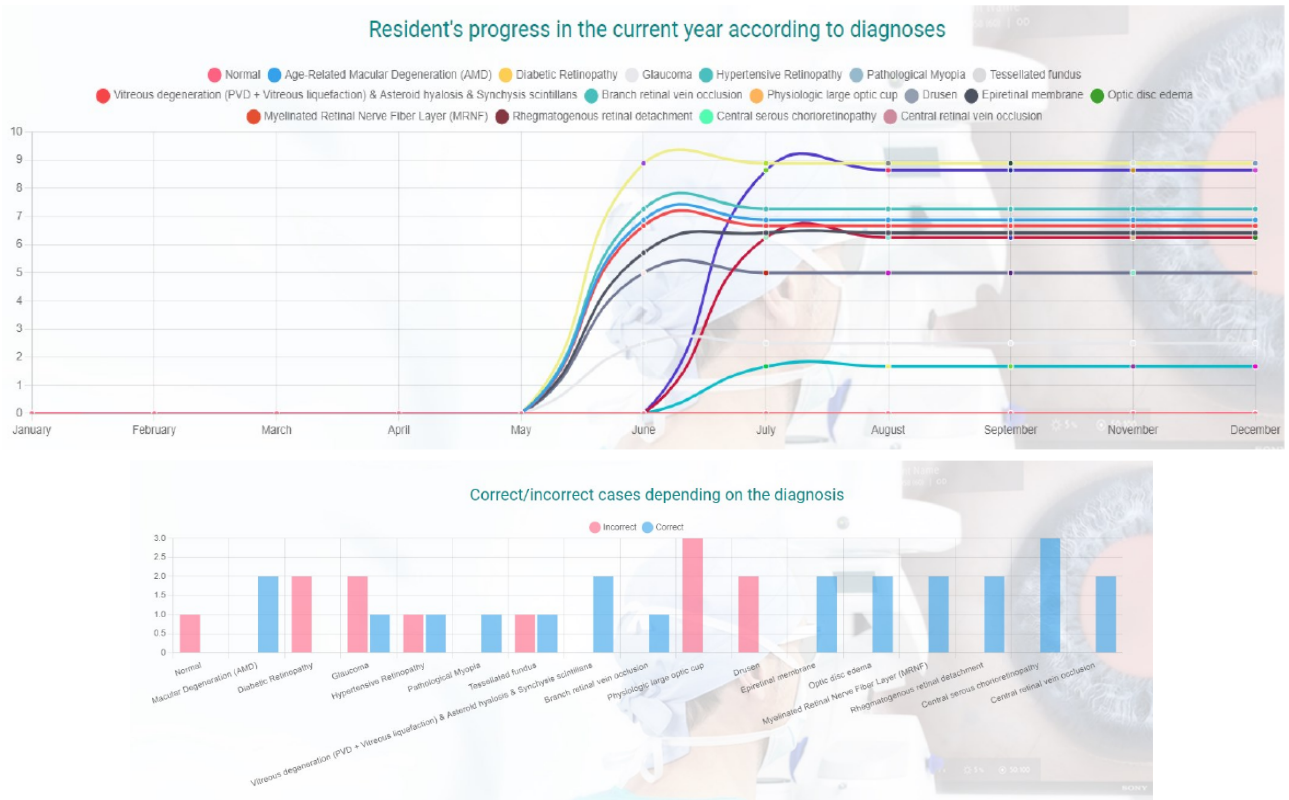 Resident's progress in the current year according to diagnoses
Normal Age-Related Macular Degeneration (AMD) Diabetic Retinopathy Glaucoma Hypertensive Retinopathy Pathological Myopia Tessellated fundus
Vitreous degeneration (PVD + Vitreous liquefaction) & Asteroid hyalosis & Synchysis scintillans Branch retinal vein occlusion Physiologic large optic cup Drusen Epiretinal membrane Optic disc edema
Myelinated Retinal Nerve Fiber Layer (MRNF) Rhegmatogenous retinal detachment Central serous chorioretinopathy Central retinal vein occlusion
10
9
8
7
6
5
4
3
2
1
0
January February March April May June July August September November December
Correct/incorrect cases depending on the diagnosis
Incorrect Correct
3.0
2.5
2.0
1.5
1.0
0.5
0
Normal
Macular Degeneration (AMD)
Diabetic Retinopathy
Glaucoma
Hypertensive Retinopathy
Pathological Myopia
Tessellated fundus
Vitreous degeneration (PVD + Vitreous liquefaction) & Asteroid hyalosis & Synchysis scintillans
Branch retinal vein occlusion
Physiologic large optic cup
Drusen
Epiretinal membrane
Optic disc edema
Myelinated Retinal Nerve Fiber Layer (MRNF)
Rhegmatogenous retinal detachment
Central serous chorioretinopathy
Central retinal vein occlusion
SONY